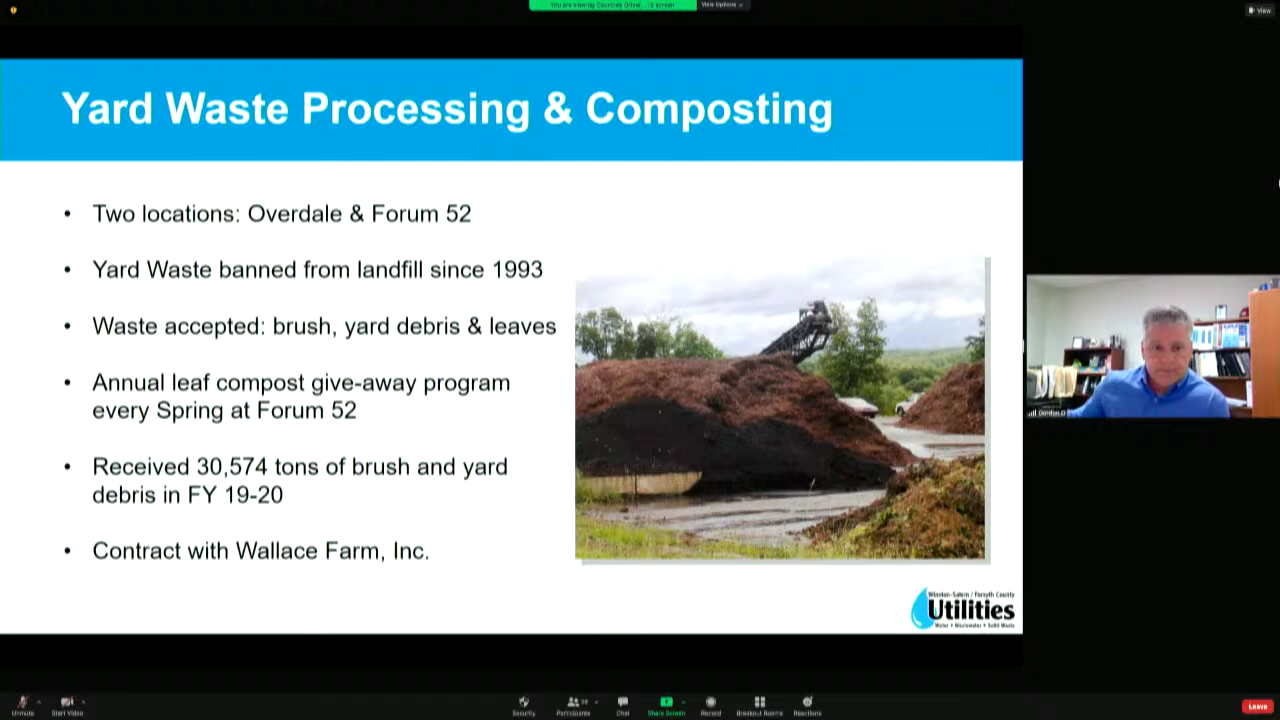 You are viewing Courtney Driver, ...'s screen
View Options
View
Yard Waste Processing & Composting
• Two locations: Overdale & Forum 52
• Yard Waste banned from landfill since 1993
• Waste accepted: brush, yard debris & leaves
• Annual leaf compost give-away program
every Spring at Forum 52
• Received 30,574 tons of brush and yard
debris in FY 19-20
• Contract with Wallace Farm, Inc.
Winston-Salem / Forsyth County
Utilities
Water • Wastewater • Solid Waste
Unmute
Start Video
Security
Participants
Chat
Share Screen
Record
Breakout Rooms
Reactions
Leave